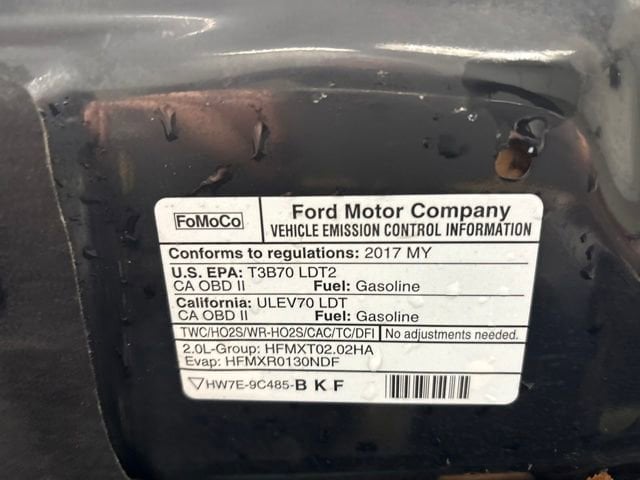 FoMoCo
Ford Motor Company
VEHICLE EMISSION CONTROL INFORMATION
Conforms to regulations: 2017 MY
U.S. EPA: T3B70 LDT2
CA OBD II Fuel: Gasoline
California: ULEV70 LDT
CA OBD II Fuel: Gasoline
TWC/HO2S/WR-HO2S/CAC/TC/DFI No adjustments needed.
2.0L-Group: HFMXT02.02HA
Evap: HFMXR0130NDF
HW7E-9C485-BKF